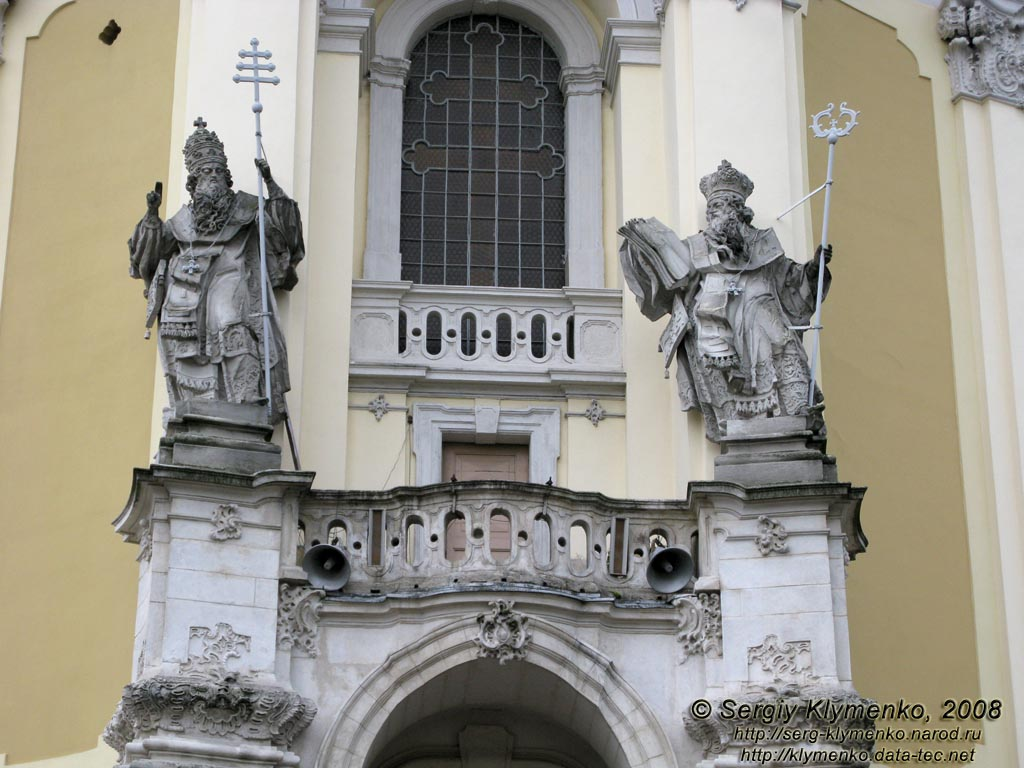 © Sergiy Klymenko, 2008
http://serg-klymenko.narod.ru
http://klymenko.data-tec.net